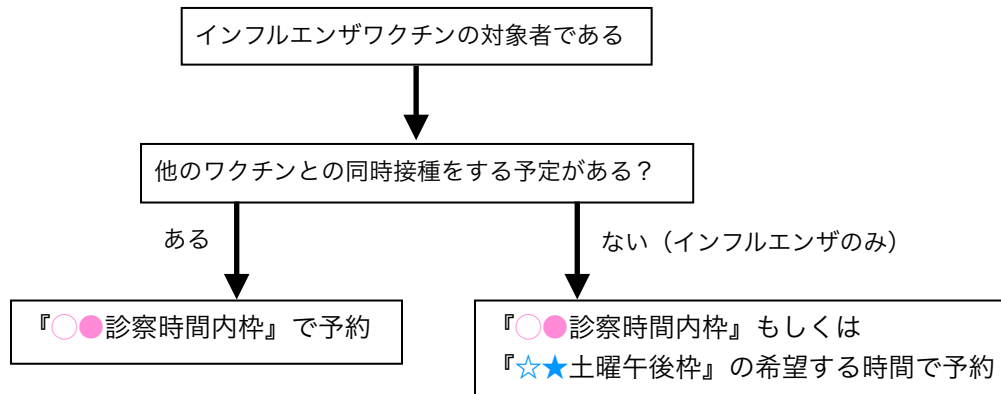 インフルエンザワクチンの対象者である
他のワクチンとの同時接種をする予定がある？
ある
ない（インフルエンザのみ）
『○●診察時間内枠』で予約
『○●診察時間内枠』もしくは
『☆★土曜午後枠』の希望する時間で予約